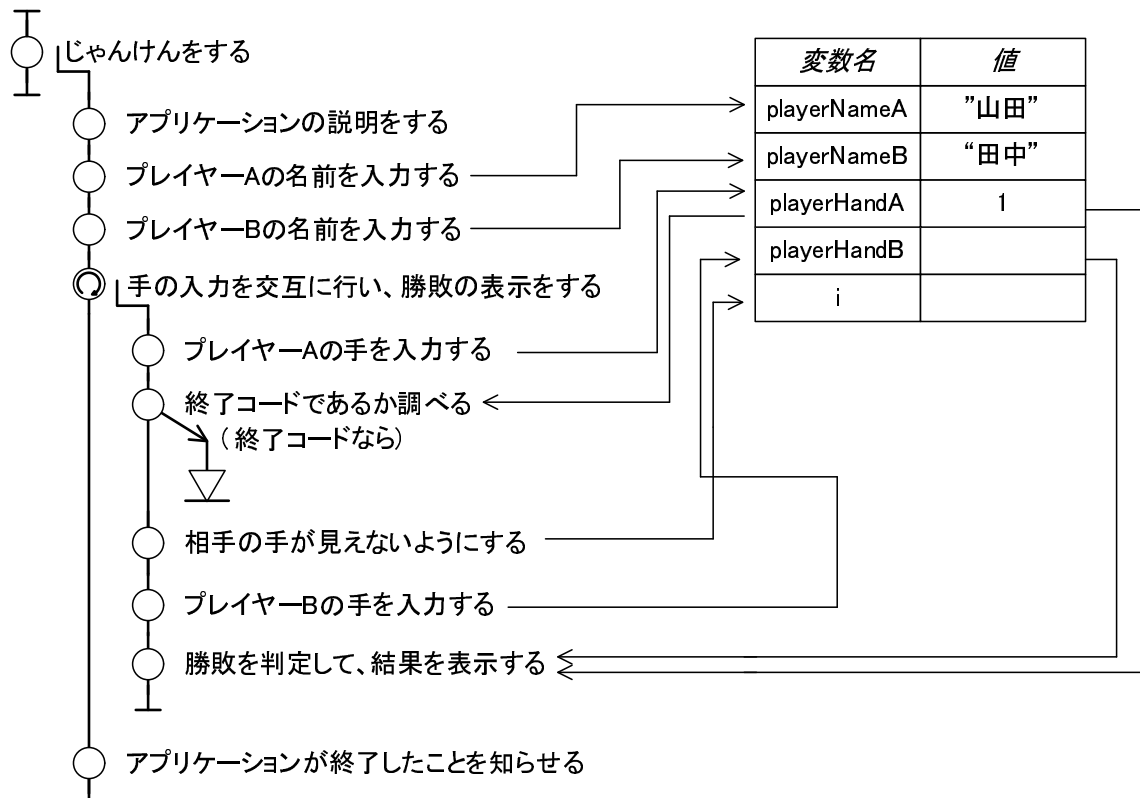 じゃんけんをする
アプリケーションの説明をする
プレイヤーAの名前を入力する
プレイヤーBの名前を入力する
手の入力を交互に行い、勝敗の表示をする
プレイヤーAの手を入力する
終了コードであるか調べる
（終了コードなら）
相手の手が見えないようにする
プレイヤーBの手を入力する
勝敗を判定して、結果を表示する
アプリケーションが終了したことを知らせる
変数名 値
playerNameA ”山田”
playerNameB “田中”
playerHandA 1
playerHandB
i